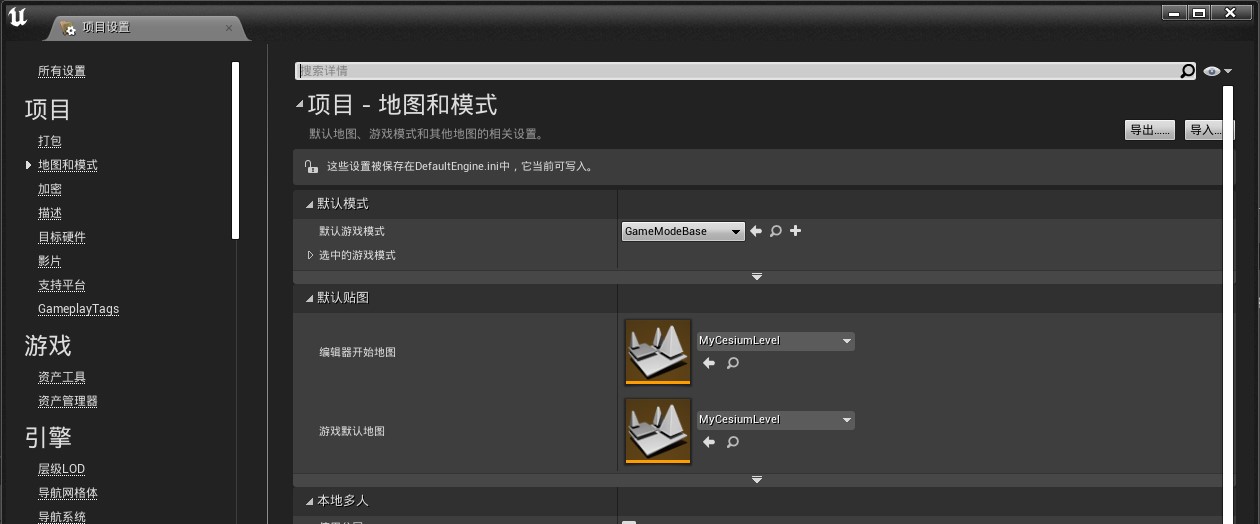 项目设置
所有设置
项目
打包
地图和模式
加密
描述
目标硬件
影片
支持平台
GameplayTags
游戏
资产工具
资产管理器
引擎
层级LOD
导航网格体
导航系统
搜索详情
项目 - 地图和模式
默认地图、游戏模式和其他地图的相关设置。
导出......
导入...
这些设置被保存在DefaultEngine.ini中，它当前可写入。
默认模式
默认游戏模式
GameModeBase
选中的游戏模式
默认贴图
编辑器开始地图
MyCesiumLevel
游戏默认地图
MyCesiumLevel
本地多人